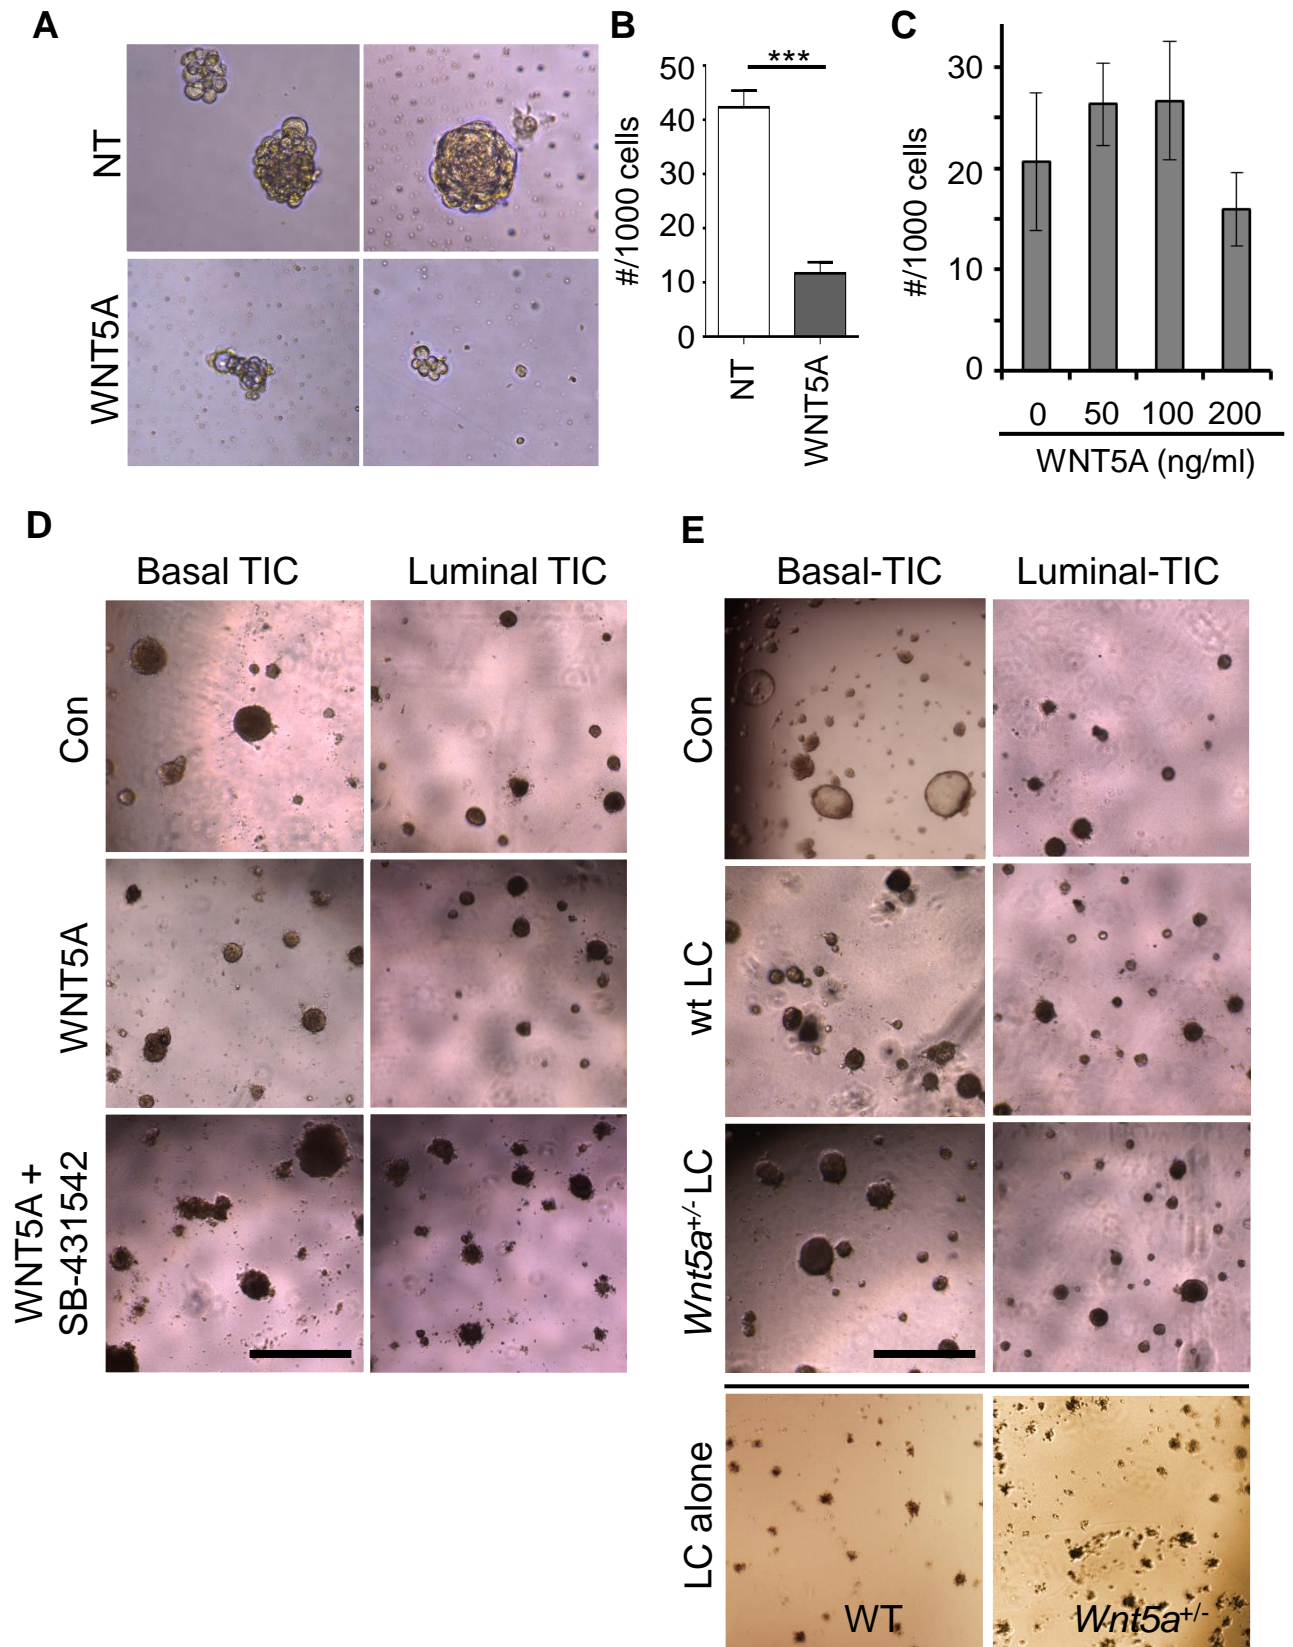 A
NT
WNT5A
B
***
#/1000 cells
50
40
30
20
10
0
NT
WNT5A
C
#/1000 cells
30
20
10
0
0 50 100 200
WNT5A (ng/ml)
D
Basal TIC Luminal TIC
Con
WNT5A
WNT5A +
SB-431542
E
Basal-TIC Luminal-TIC
Con
wt LC
Wnt5a+/- LC
LC alone
WT Wnt5a+/-